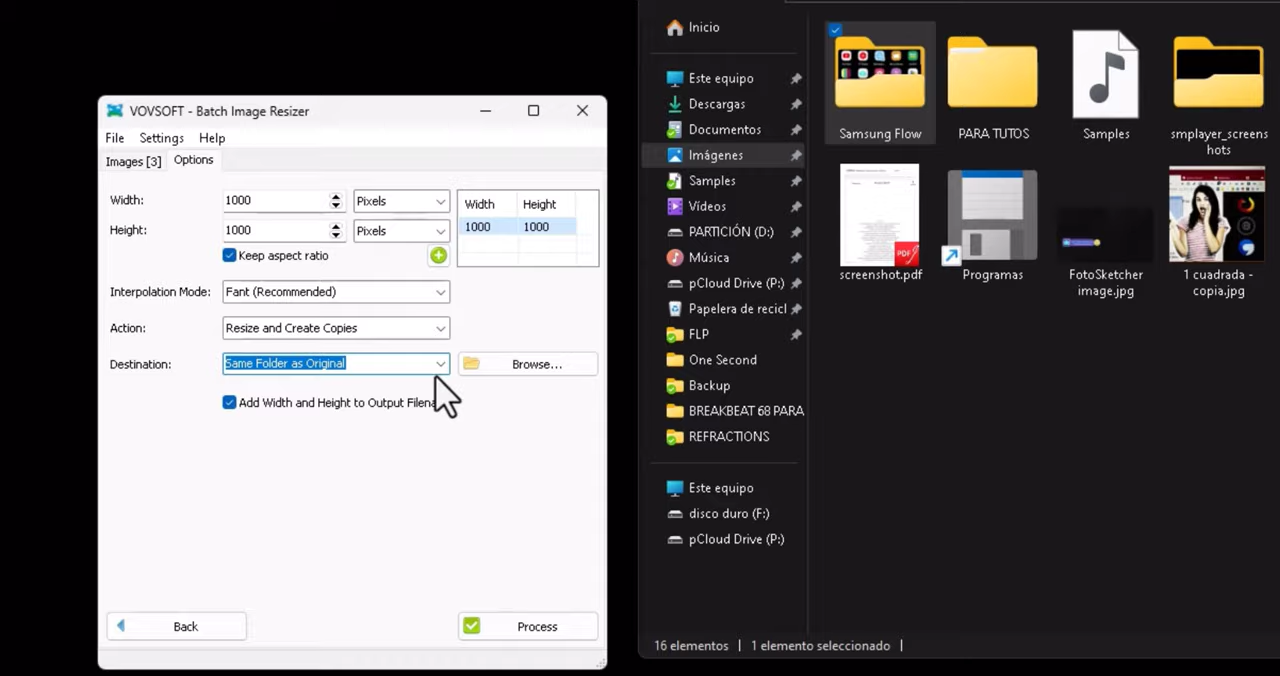 VOVSOFT - Batch Image Resizer
File Settings Help
Images [3] Options
Width: 1000 Pixels
Height: 1000 Pixels
Width Height
1000 1000
Keep aspect ratio
Interpolation Mode: Fant (Recommended)
Action: Resize and Create Copies
Destination: Same Folder as Original Browse...
Add Width and Height to Output
Back Process
Inicio
Este equipo
Descargas
Documentos
Imágenes
Samples
Vídeos
PARTICIÓN (D:)
Música
pCloud Drive (P:)
Papelera de recicl
FLP
One Second
Backup
BREAKBEAT 68 PARA
REFRACTIONS
Este equipo
disco duro (F:)
pCloud Drive (P:)
Samsung Flow
PARA TUTOS
Samples
smplayer_screens
hots
screenshot.pdf
Programas
FotoSketcher
image.jpg
1 cuadrada -
copia.jpg
16 elementos 1 elemento seleccionado